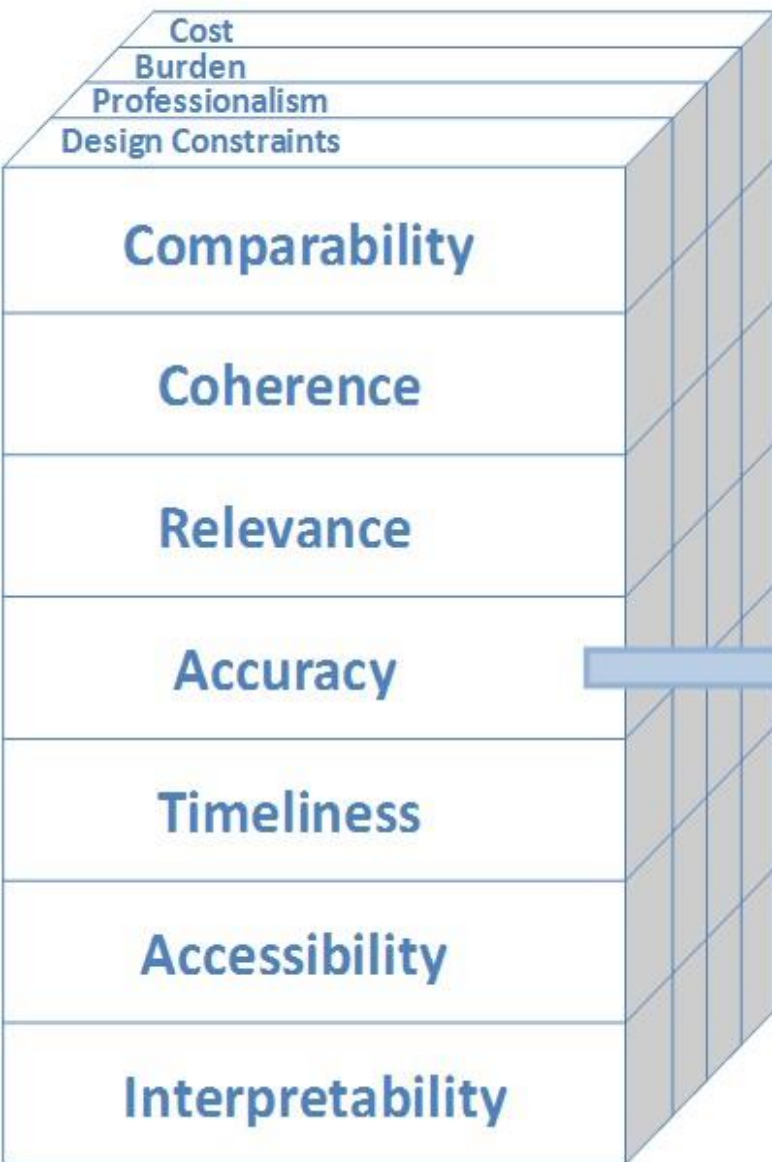 Cost
Burden
Professionalism
Design Constraints
Comparability
Coherence
Relevance
Accuracy
Timeliness
Accessibility
Interpretability